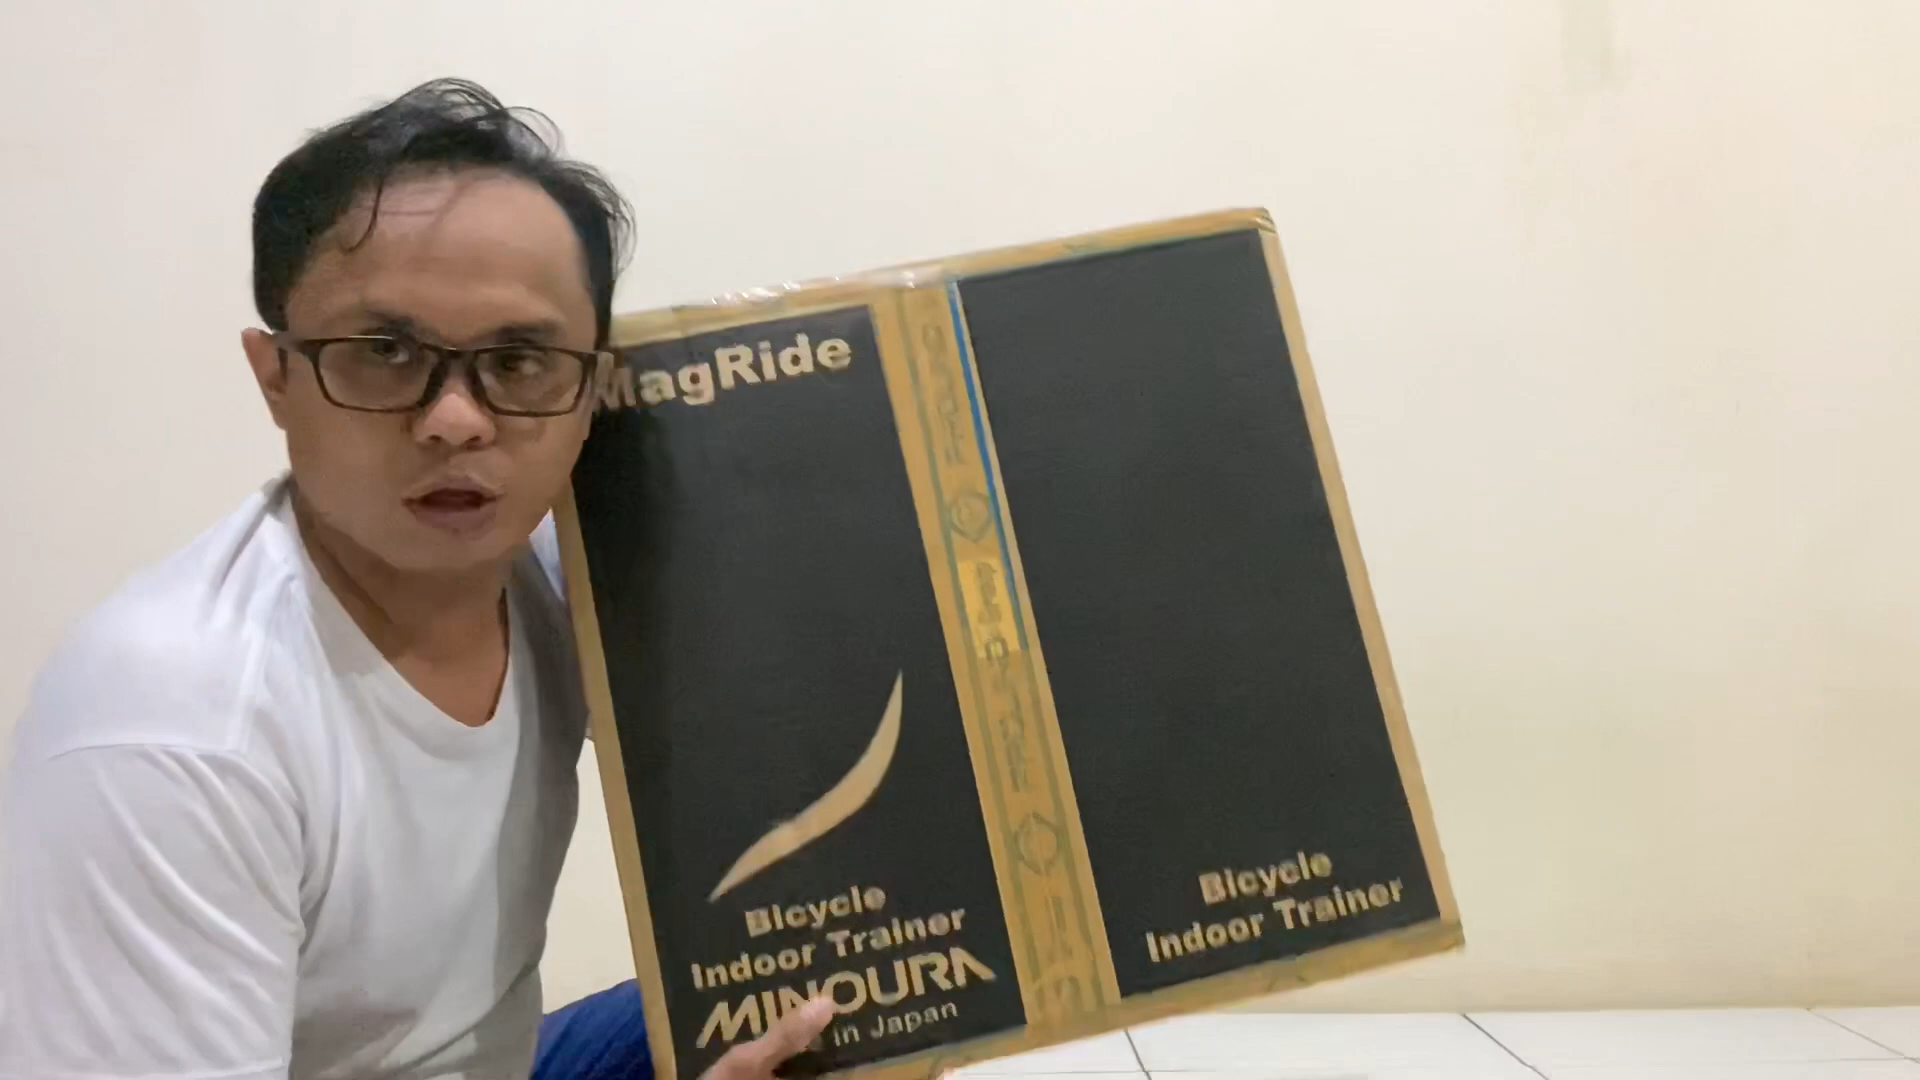 MagRide
Bicycle
Indoor Trainer
MINOURA
in Japan
Bicycle
Indoor Trainer